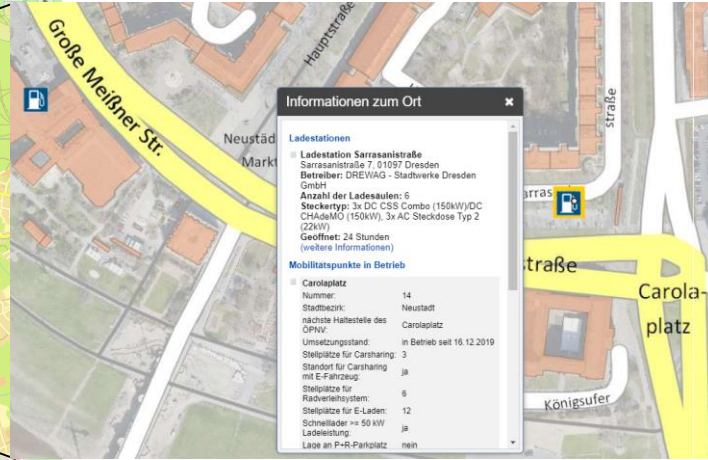 Große Meißner Str.
Hauptstraße
Neustäd
Markt
straße
arras
straße
Carola-
platz
Königsufer
Informationen zum Ort
Ladestationen
Ladestation Sarrasanistraße
Sarrasanistraße 7, 01097 Dresden
Betreiber: DREWAG - Stadtwerke Dresden
GmbH
Anzahl der Ladesäulen: 6
Steckertyp: 3x DC CSS Combo (150kW)/DC
CHAdeMO (150kW), 3x AC Steckdose Typ 2
(22kW)
Geöffnet: 24 Stunden
(weitere Informationen)
Mobilitätspunkte in Betrieb
Carolaplatz
Nummer: 14
Stadtbezirk: Neustadt
nächste Haltestelle des
ÖPNV: Carolaplatz
Umsetzungsstand: in Betrieb seit 16.12.2019
Stellplätze für Carsharing: 3
Standort für Carsharing
mit E-Fahrzeug: ja
Stellplätze für
Radverleihsystem: 6
Stellplätze für E-Laden: 12
Schnelllader >= 50 kW
Ladeleistung: ja
Lage an P+R-Parkplatz nein